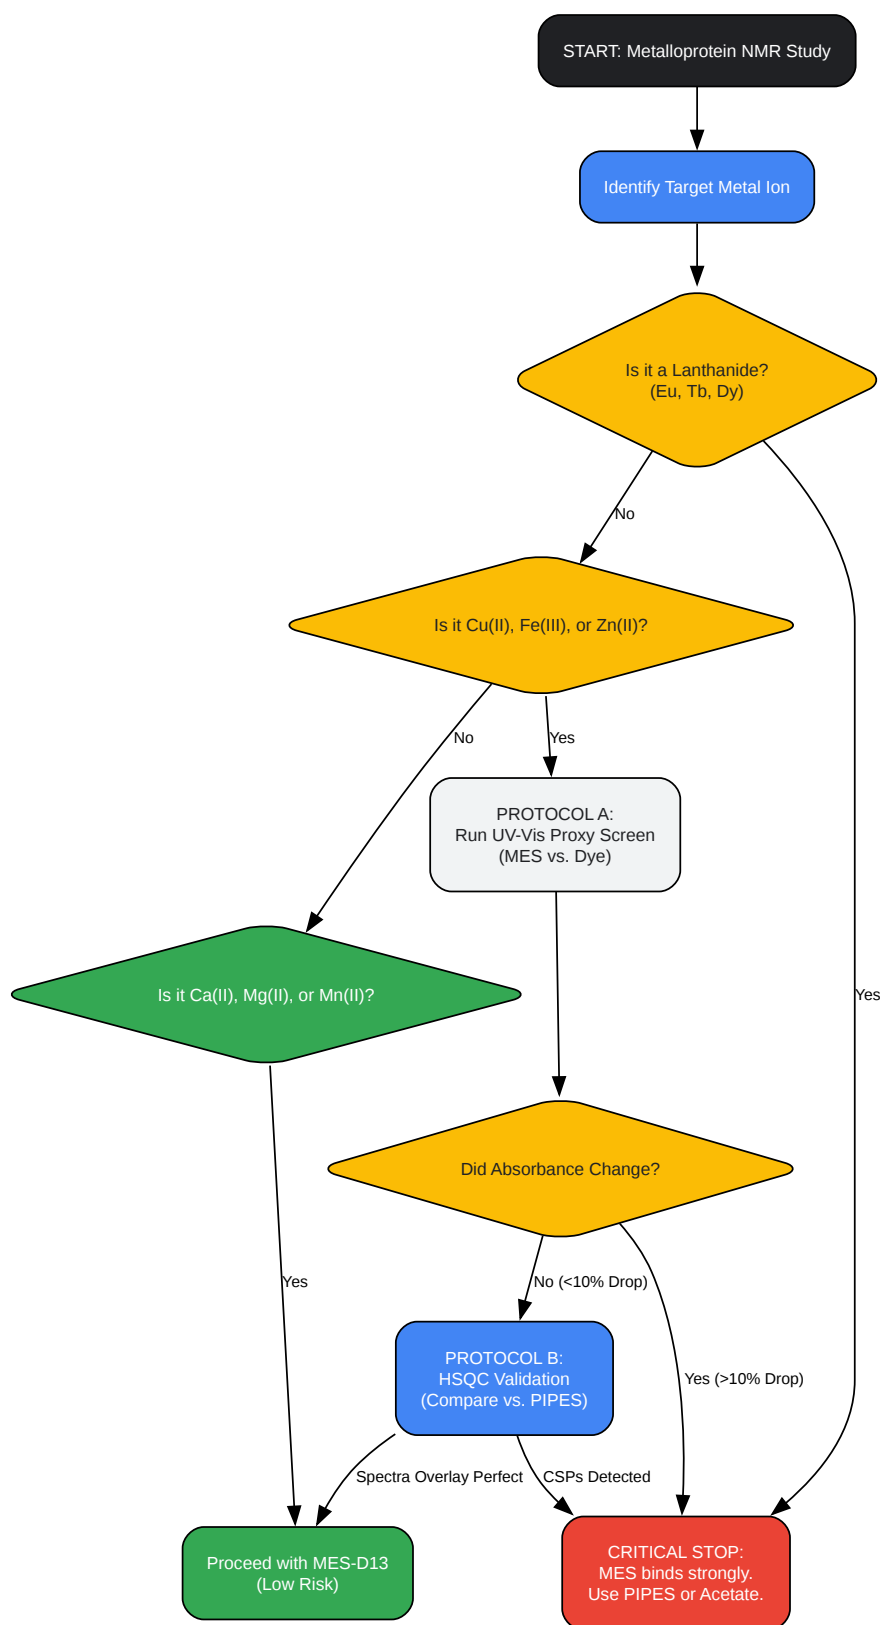 START: Metalloprotein NMR Study
Identify Target Metal Ion
Is it a Lanthanide?
(Eu, Tb, Dy)
No
Is it Cu(II), Fe(III), or Zn(II)?
No
Yes
PROTOCOL A:
Run UV-Vis Proxy Screen
(MES vs. Dye)
Is it Ca(II), Mg(II), or Mn(II)?
Yes
Did Absorbance Change?
Yes
No (<10% Drop)
PROTOCOL B:
HSQC Validation
(Compare vs. PIPES)
Yes (>10% Drop)
Spectra Overlay Perfect
CSPs Detected
Proceed with MES-D13
(Low Risk)
CRITICAL STOP:
MES binds strongly.
Use PIPES or Acetate.